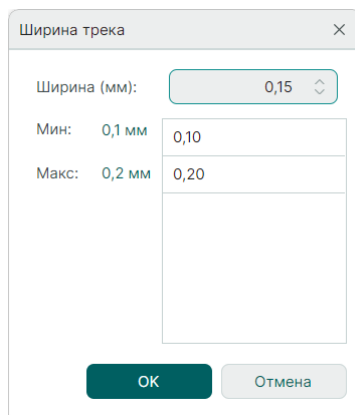 Ширина трека
Ширина (мм): 0,15
Мин: 0,1 мм 0,10
Макс: 0,2 мм 0,20
ОК Отмена